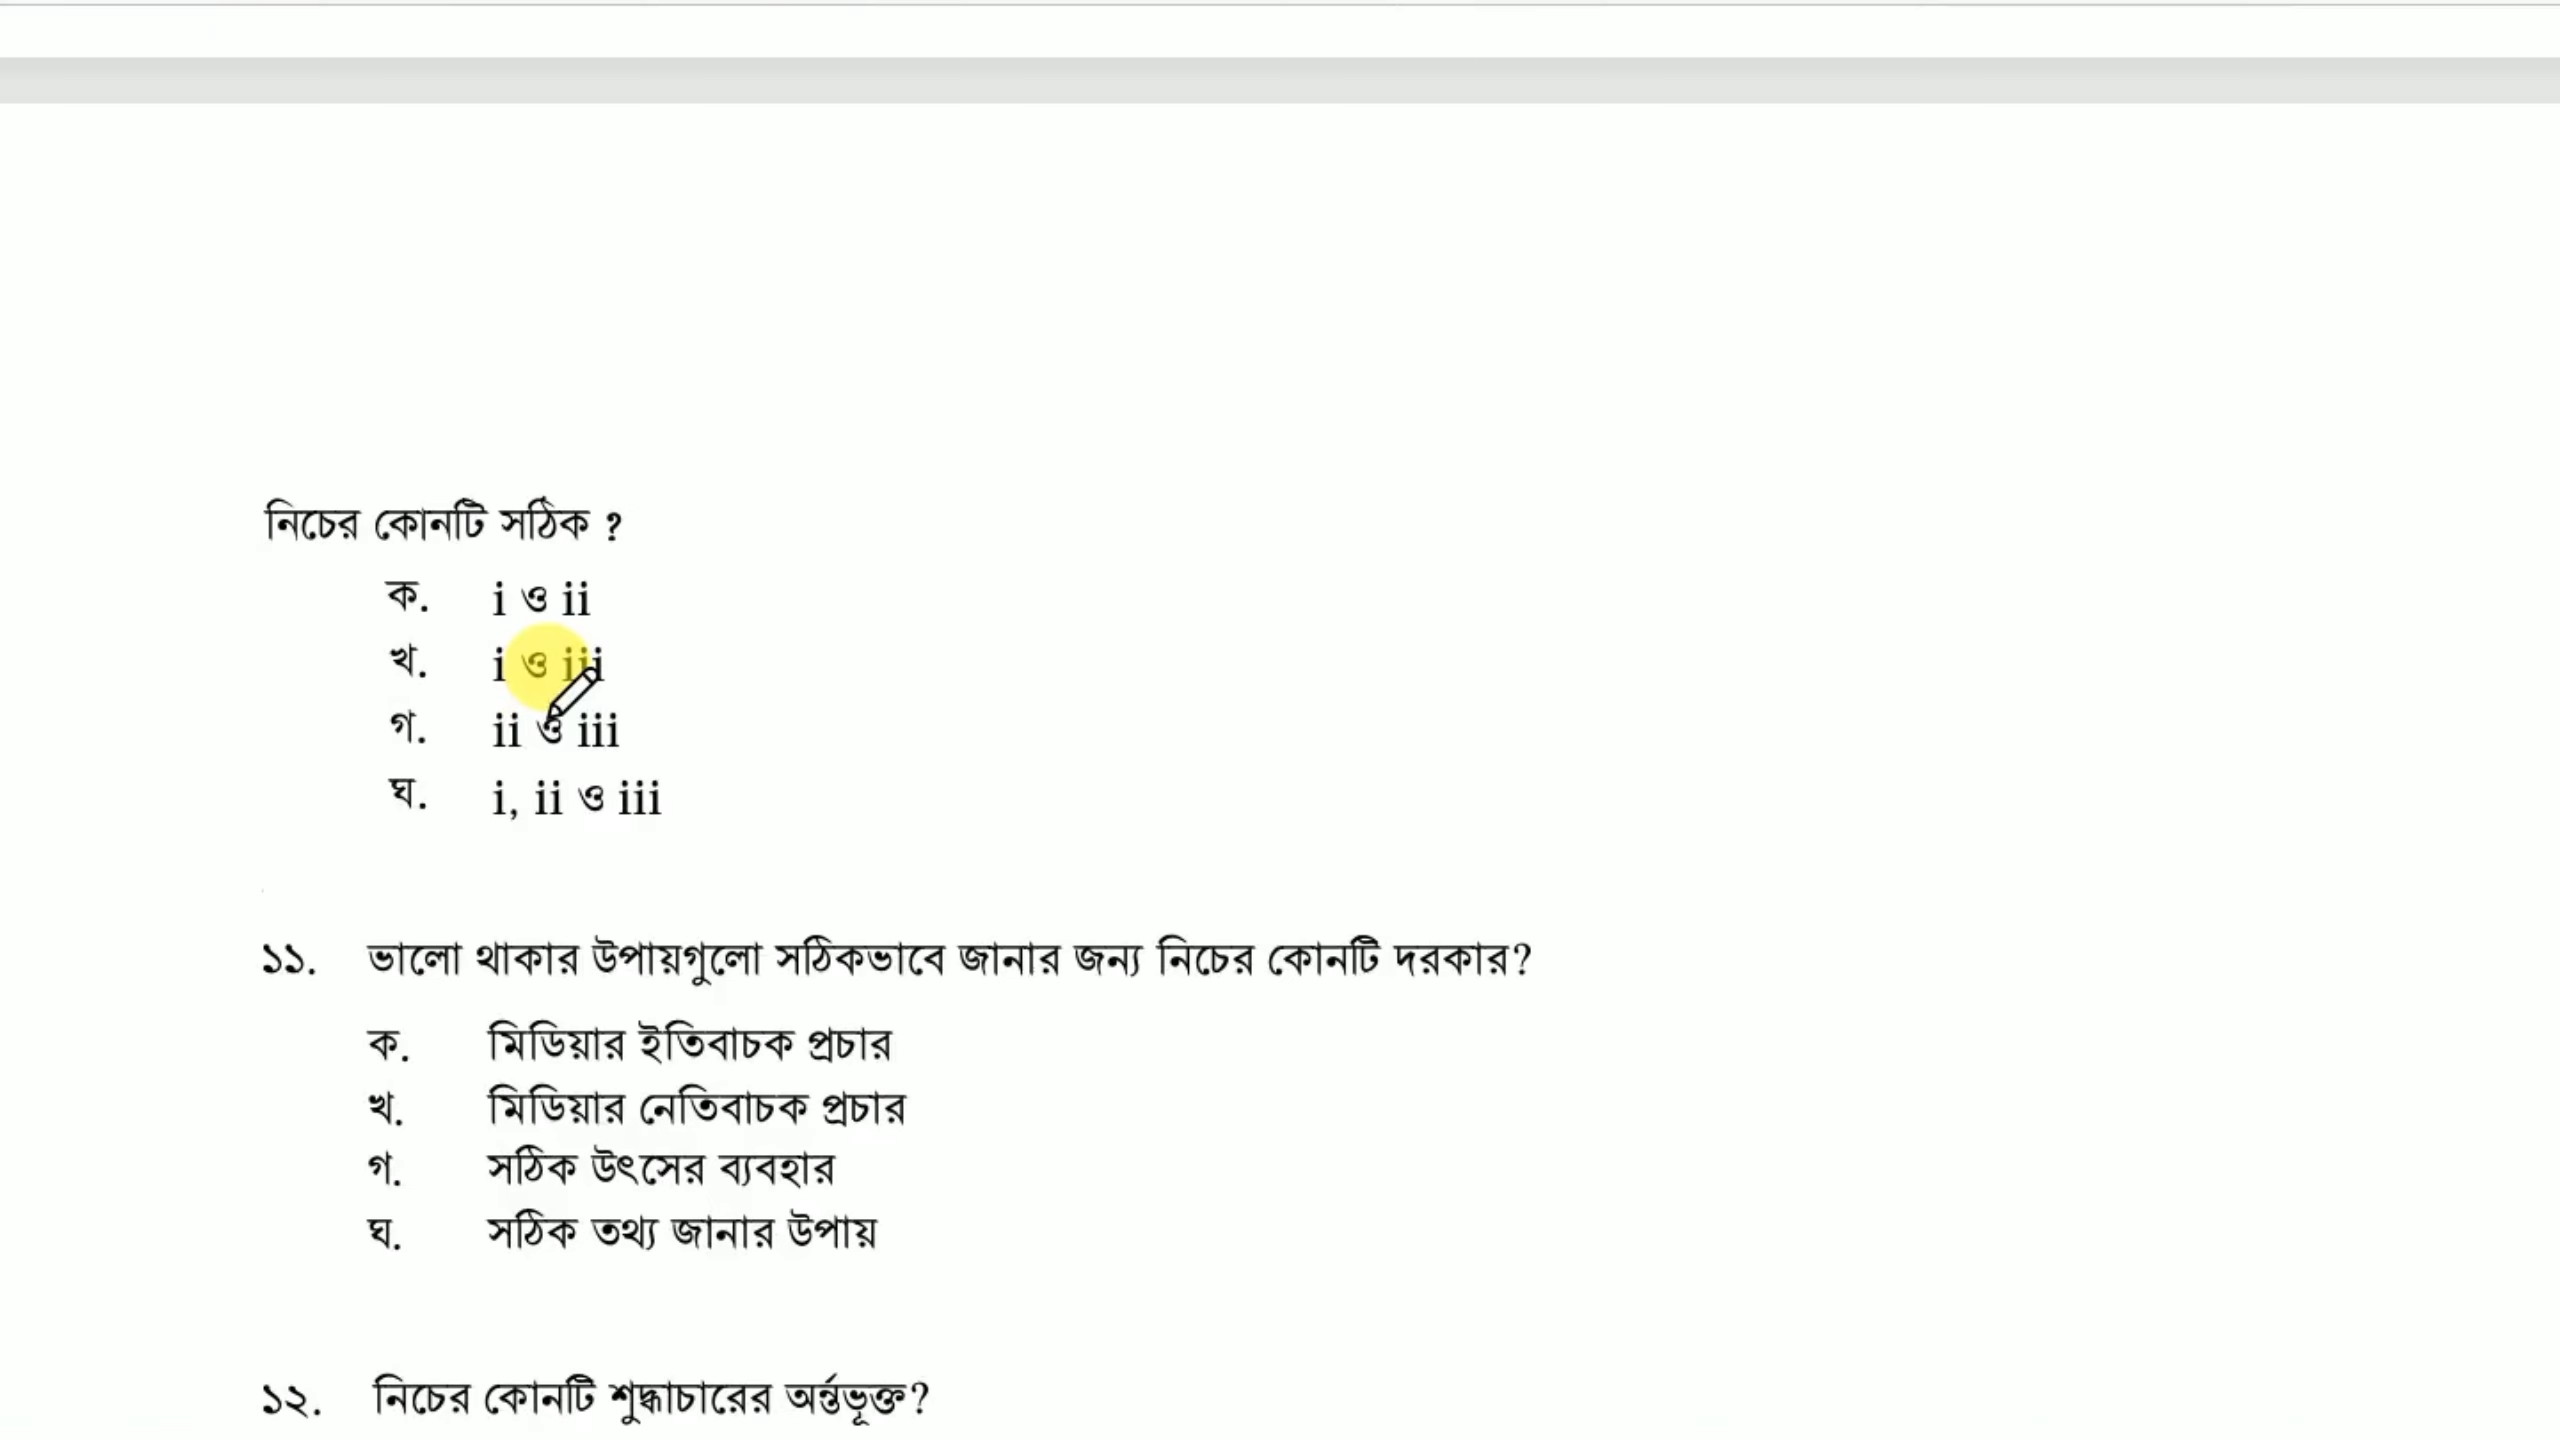 নিচের কোনটি সঠিক ?
ক. i ও ii
খ. i ও iii
গ. ii ও iii
ঘ. i, ii ও iii
১১. ভালো থাকার উপায়গুলো সঠিকভাবে জানার জন্য নিচের কোনটি দরকার?
ক. মিডিয়ার ইতিবাচক প্রচার
খ. মিডিয়ার নেতিবাচক প্রচার
গ. সঠিক উৎসের ব্যবহার
ঘ. সঠিক তথ্য জানার উপায়
১২. নিচের কোনটি শুদ্ধাচারের অর্ন্তভূক্ত?